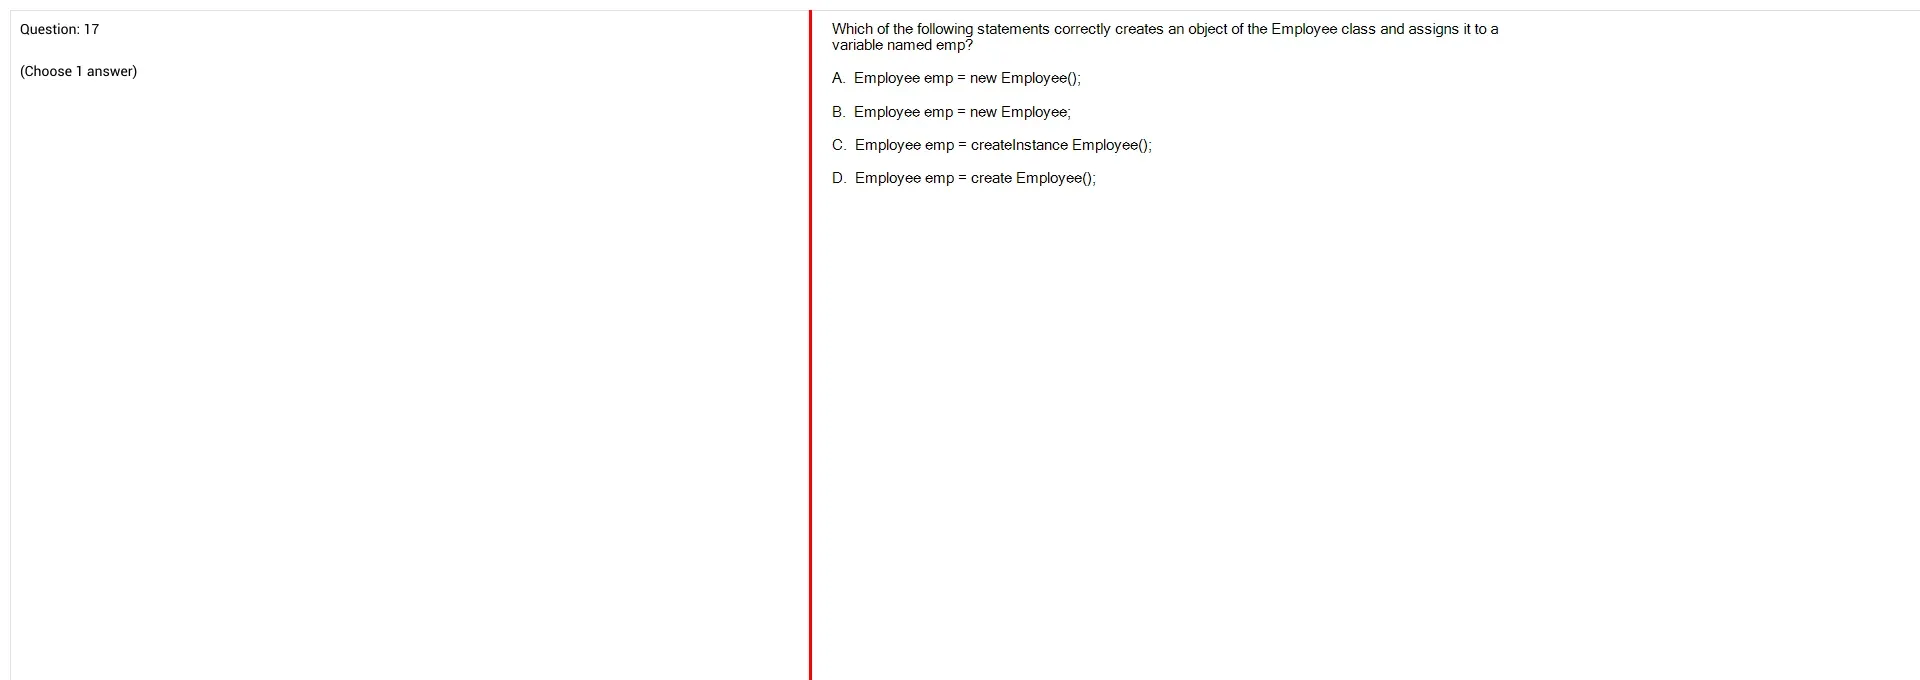 Question: 17
(Choose 1 answer)
Which of the following statements correctly creates an object of the Employee class and assigns it to a
variable named emp?
A. Employee emp = new Employee();
B. Employee emp = new Employee;
C. Employee emp = createInstance Employee();
D. Employee emp = create Employee();